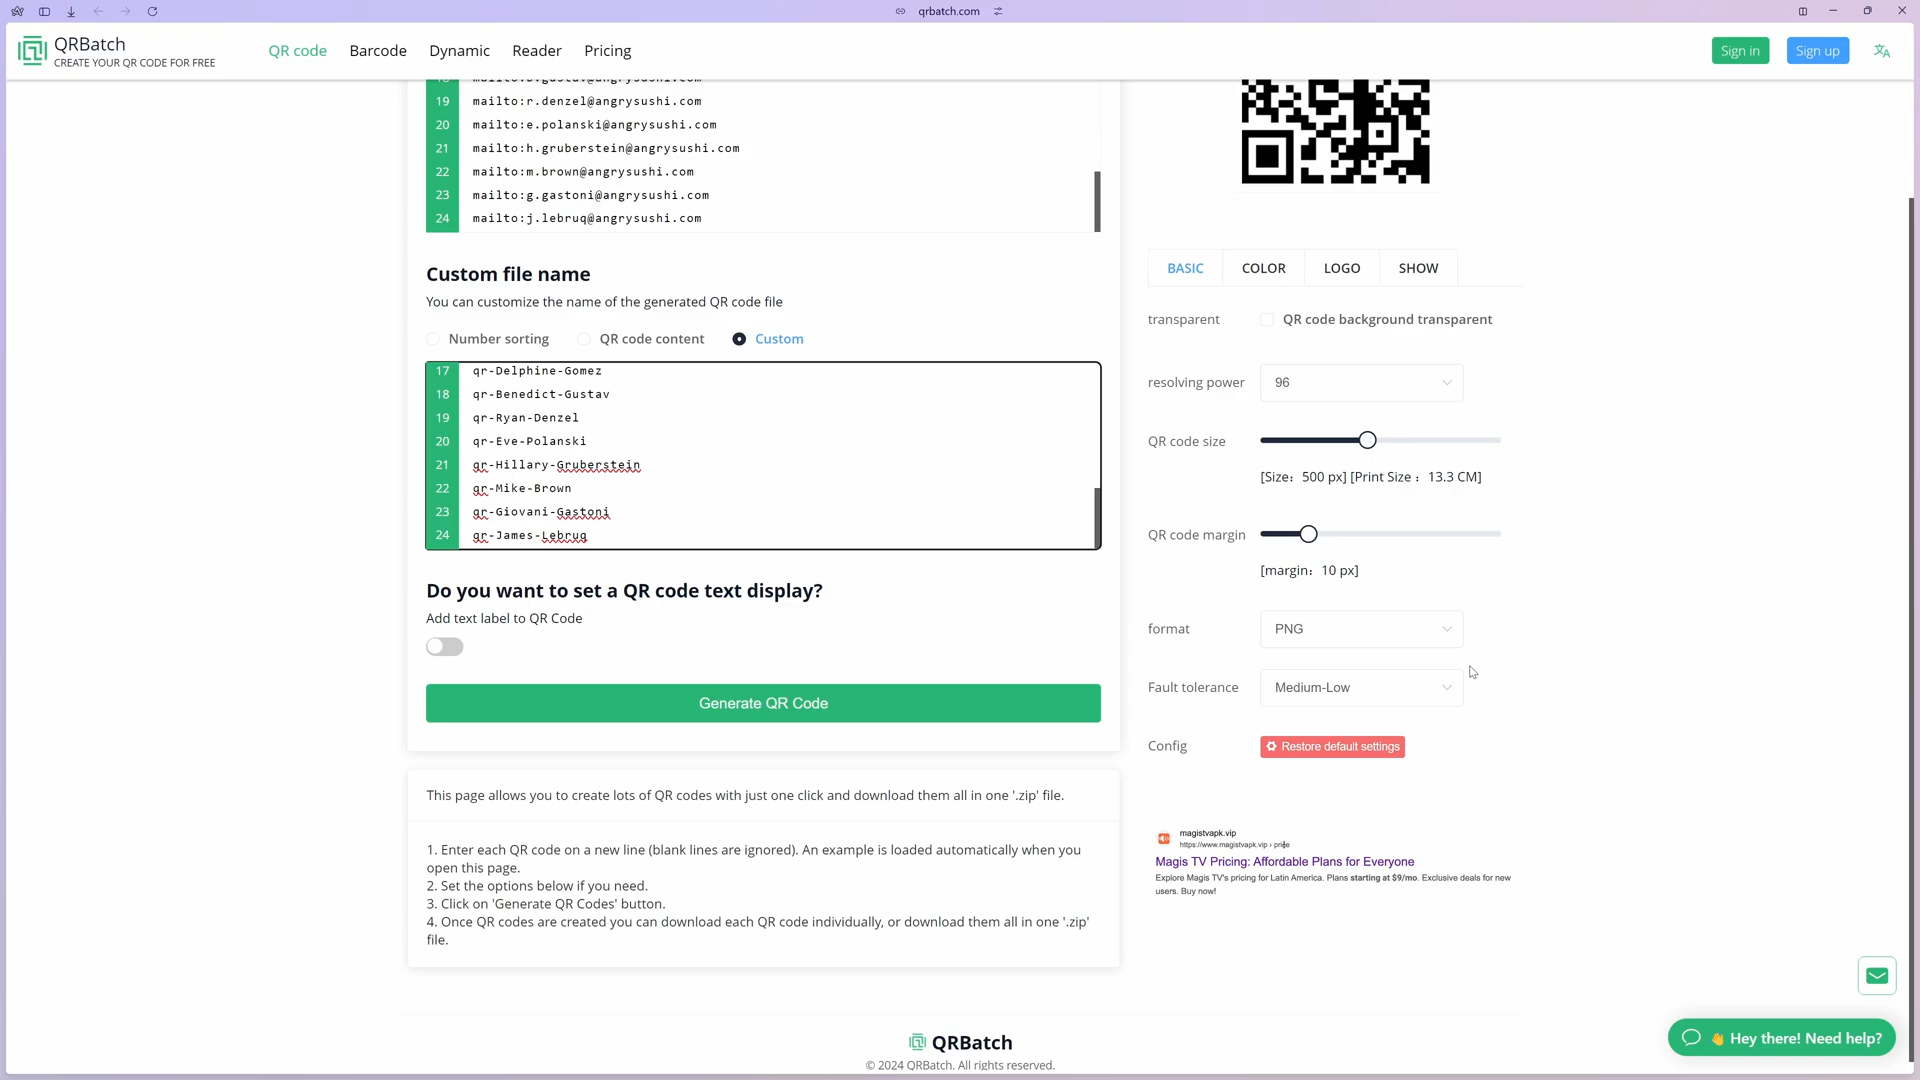 qrbatch.com
QRBatch
CREATE YOUR QR CODE FOR FREE
QR code
Barcode
Dynamic
Reader
Pricing
Sign in
Sign up
19 mailto:r.denzel@angrysushi.com
20 mailto:e.polanski@angrysushi.com
21 mailto:h.gruberstein@angrysushi.com
22 mailto:m.brown@angrysushi.com
23 mailto:g.gastoni@angrysushi.com
24 mailto:j.lebruq@angrysushi.com
Custom file name
You can customize the name of the generated QR code file
Number sorting
QR code content
Custom
17 qr-Delphine-Gomez
18 qr-Benedict-Gustav
19 qr-Ryan-Denzel
20 qr-Eve-Polanski
21 qr-Hillary-Gruberstein
22 qr-Mike-Brown
23 qr-Giovani-Gastoni
24 qr-James-Lebruq
Do you want to set a QR code text display?
Add text label to QR Code
Generate QR Code
This page allows you to create lots of QR codes with just one click and download them all in one '.zip' file.
1. Enter each QR code on a new line (blank lines are ignored). An example is loaded automatically when you
open this page.
2. Set the options below if you need.
3. Click on 'Generate QR Codes' button.
4. Once QR codes are created you can download each QR code individually, or download them all in one '.zip'
file.
BASIC
COLOR
LOGO
SHOW
transparent
QR code background transparent
resolving power
96
QR code size
[Size: 500 px] [Print Size : 13.3 CM]
QR code margin
[margin: 10 px]
format
PNG
Fault tolerance
Medium-Low
Config
Restore default settings
magistvapk.vip
https://www.magistvapk.vip › price
Magis TV Pricing: Affordable Plans for Everyone
Explore Magis TV's pricing for Latin America. Plans starting at $9/mo. Exclusive deals for new
users. Buy now!
👋 Hey there! Need help?
QRBatch
© 2024 QRBatch. All rights reserved.